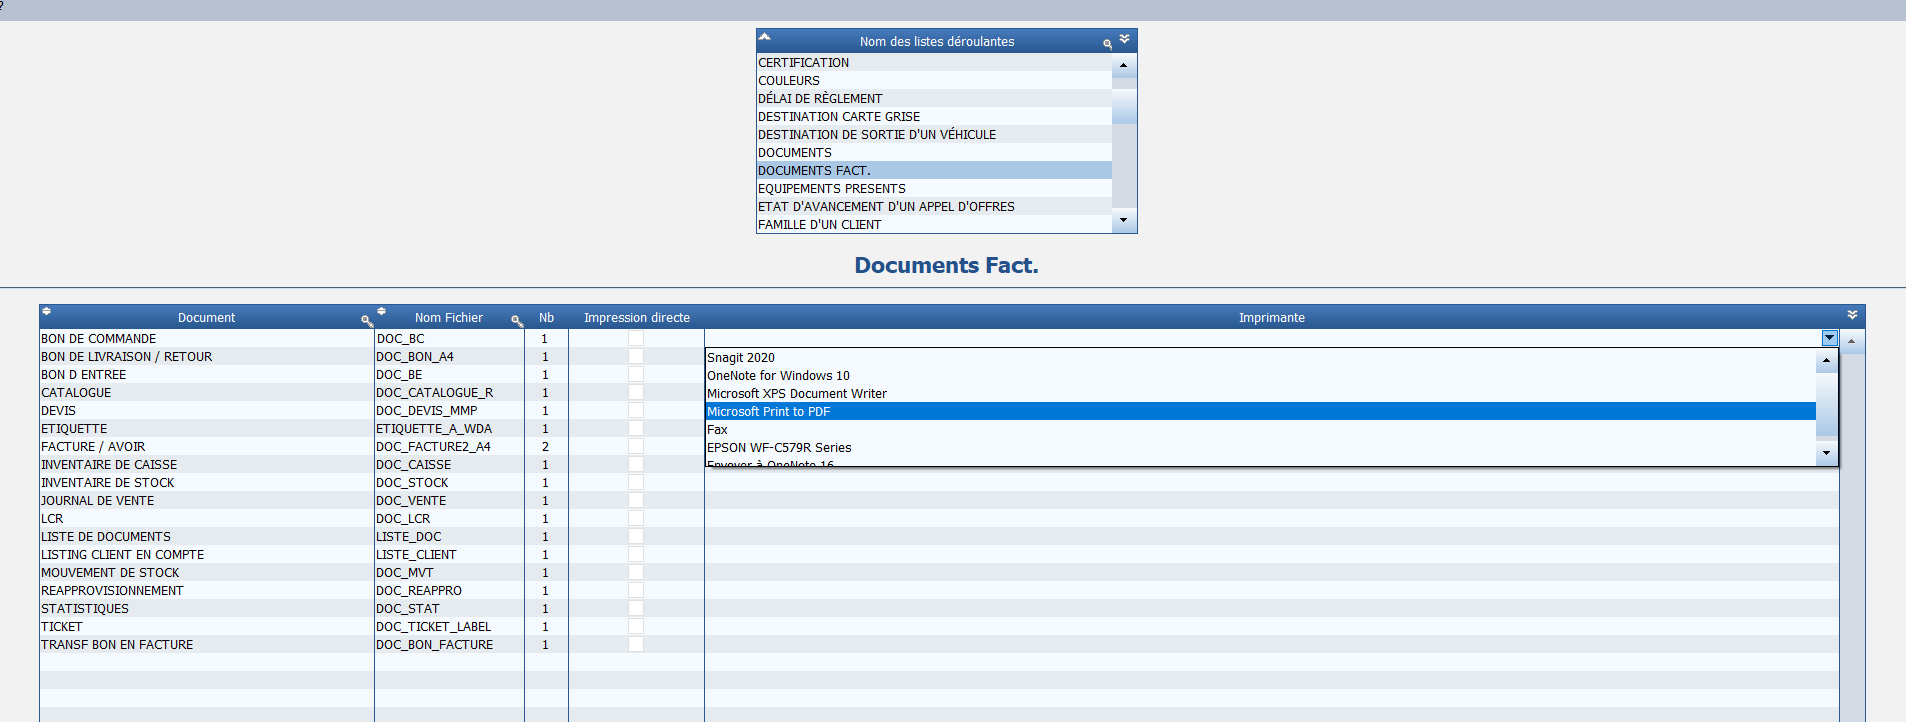 ?
Nom des listes déroulantes
CERTIFICATION
COULEURS
DÉLAI DE RÈGLEMENT
DESTINATION CARTE GRISE
DESTINATION DE SORTIE D'UN VÉHICULE
DOCUMENTS
DOCUMENTS FACT.
EQUIPEMENTS PRESENTS
ETAT D'AVANCEMENT D'UN APPEL D'OFFRES
FAMILLE D'UN CLIENT
Documents Fact.
Document Nom Fichier Nb Impression directe Imprimante
BON DE COMMANDE DOC_BC 1
BON DE LIVRAISON / RETOUR DOC_BON_A4 1 Snagit 2020
BON D ENTREE DOC_BE 1 OneNote for Windows 10
CATALOGUE DOC_CATALOGUE_R 1 Microsoft XPS Document Writer
DEVIS DOC_DEVIS_MMP 1 Microsoft Print to PDF
ETIQUETTE ETIQUETTE_A_WDA 1 Fax
FACTURE / AVOIR DOC_FACTURE2_A4 2 EPSON WF-C579R Series
INVENTAIRE DE CAISSE DOC_CAISSE 1 Envoyer à OneNote 16
INVENTAIRE DE STOCK DOC_STOCK 1
JOURNAL DE VENTE DOC_VENTE 1
LCR DOC_LCR 1
LISTE DE DOCUMENTS LISTE_DOC 1
LISTING CLIENT EN COMPTE LISTE_CLIENT 1
MOUVEMENT DE STOCK DOC_MVT 1
REAPPROVISIONNEMENT DOC_REAPPRO 1
STATISTIQUES DOC_STAT 1
TICKET DOC_TICKET_LABEL 1
TRANSF BON EN FACTURE DOC_BON_FACTURE 1